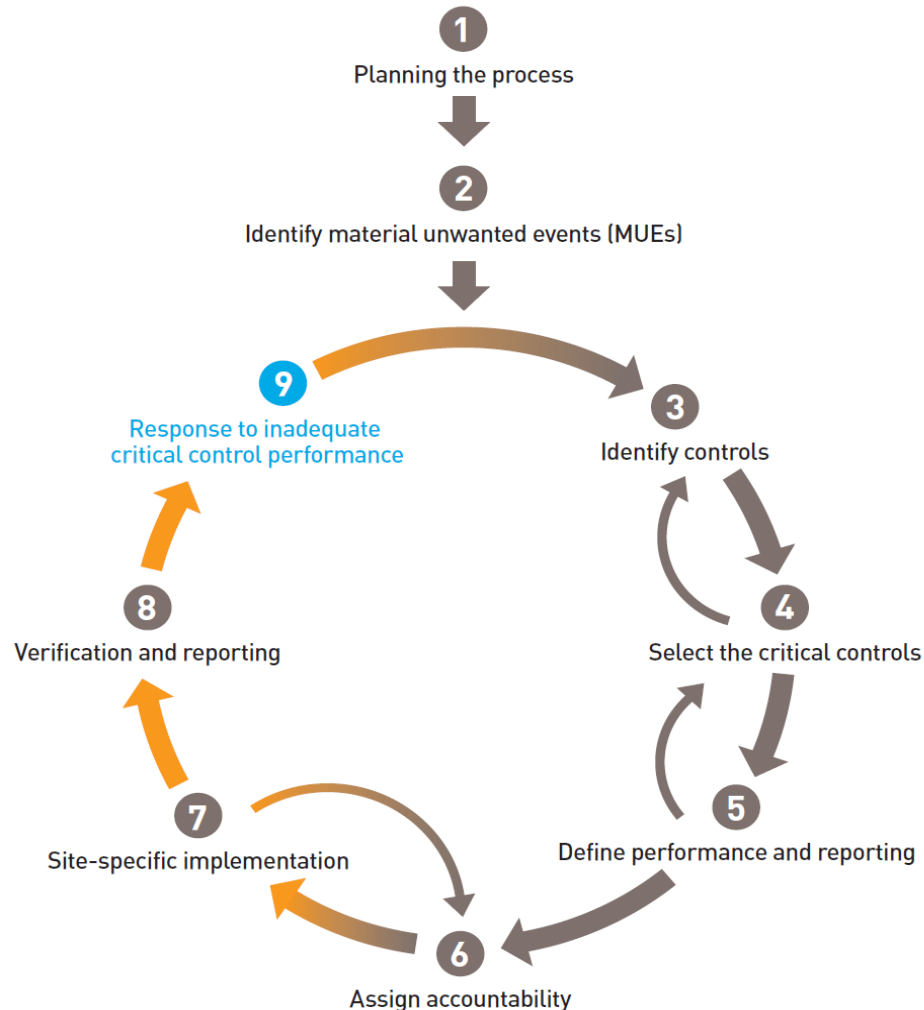 1
Planning the process
2
Identify material unwanted events (MUEs)
3
Identify controls
4
Select the critical controls
5
Define performance and reporting
6
Assign accountability
7
Site-specific implementation
8
Verification and reporting
9
Response to inadequate
critical control performance